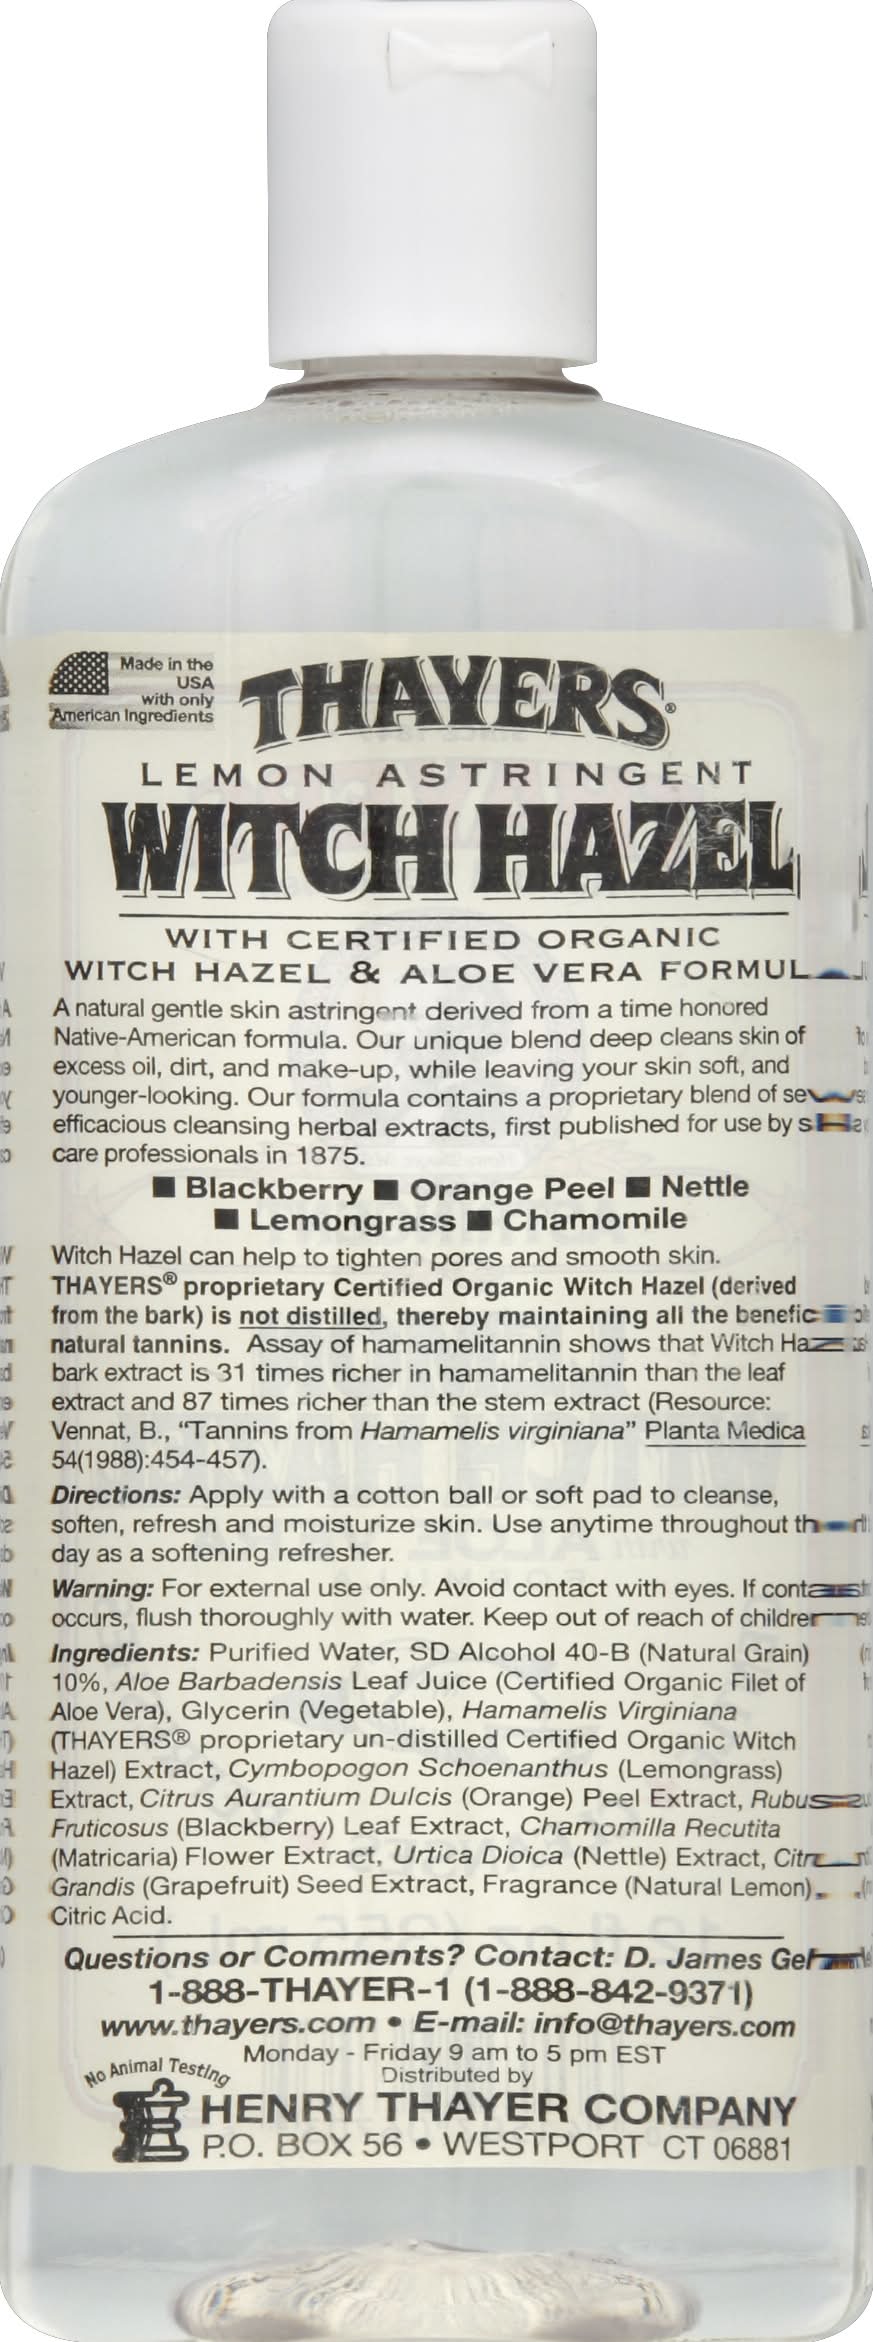 Made in the
USA
with only
American Ingredients
THAYERS®
LEMON ASTRINGENT
WITCH HAZEL
WITH CERTIFIED ORGANIC
WITCH HAZEL & ALOE VERA FORMUL
A natural gentle skin astringent derived from a time honored
Native-American formula. Our unique blend deep cleans skin of
excess oil, dirt, and make-up, while leaving your skin soft, and
younger-looking. Our formula contains a proprietary blend of
efficacious cleansing herbal extracts, first published for use by
care professionals in 1875.
■ Blackberry ■ Orange Peel ■ Nettle
■ Lemongrass ■ Chamomile
Witch Hazel can help to tighten pores and smooth skin.
THAYERS® proprietary Certified Organic Witch Hazel (derived
from the bark) is not distilled, thereby maintaining all the benefic
natural tannins. Assay of hamamelitannin shows that Witch Ha
bark extract is 31 times richer in hamamelitannin than the leaf
extract and 87 times richer than the stem extract (Resource:
Vennat, B., "Tannins from Hamamelis virginiana" Planta Medica
54(1988):454-457).
Directions: Apply with a cotton ball or soft pad to cleanse,
soften, refresh and moisturize skin. Use anytime throughout th
day as a softening refresher.
Warning: For external use only. Avoid contact with eyes. If cont
occurs, flush thoroughly with water. Keep out of reach of childre
Ingredients: Purified Water, SD Alcohol 40-B (Natural Grain)
10%, Aloe Barbadensis Leaf Juice (Certified Organic Filet of
Aloe Vera), Glycerin (Vegetable), Hamamelis Virginiana
(THAYERS® proprietary un-distilled Certified Organic Witch
Hazel) Extract, Cymbopogon Schoenanthus (Lemongrass)
Extract, Citrus Aurantium Dulcis (Orange) Peel Extract, Rubus
Fruticosus (Blackberry) Leaf Extract, Chamomilla Recutita
(Matricaria) Flower Extract, Urtica Dioica (Nettle) Extract, Citr
Grandis (Grapefruit) Seed Extract, Fragrance (Natural Lemon),
Citric Acid.
Questions or Comments? Contact: D. James Ge
1-888-THAYER-1 (1-888-842-9371)
www.thayers.com • E-mail: info@thayers.com
Monday - Friday 9 am to 5 pm EST
No Animal Testing
Distributed by
HENRY THAYER COMPANY
P.O. BOX 56 • WESTPORT CT 06881